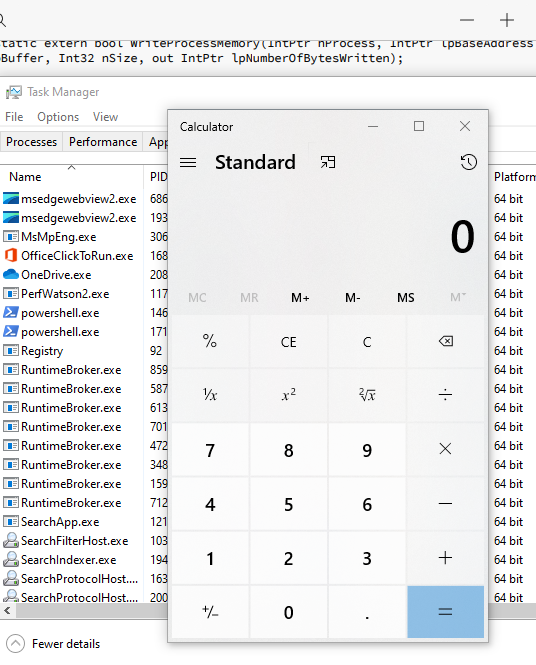 static extern bool WriteProcessMemory(IntPtr hProcess, IntPtr lpBaseAddress
Buffer, Int32 nSize, out IntPtr lpNumberOfBytesWritten);
Task Manager
File Options View
Processes Performance App
Name PID Platform
msedgewebview2.exe 686 64 bit
msedgewebview2.exe 193 64 bit
MsMpEng.exe 306 64 bit
OfficeClickToRun.exe 168 64 bit
OneDrive.exe 208 64 bit
PerfWatson2.exe 117 64 bit
powershell.exe 146 64 bit
powershell.exe 171 64 bit
Registry 92 64 bit
RuntimeBroker.exe 859 64 bit
RuntimeBroker.exe 587 64 bit
RuntimeBroker.exe 613 64 bit
RuntimeBroker.exe 701 64 bit
RuntimeBroker.exe 472 64 bit
RuntimeBroker.exe 348 64 bit
RuntimeBroker.exe 159 64 bit
RuntimeBroker.exe 712 64 bit
SearchApp.exe 121 64 bit
SearchFilterHost.exe 103 64 bit
SearchIndexer.exe 194 64 bit
SearchProtocolHost.... 163 64 bit
SearchProtocolHost.... 200 64 bit
Fewer details
Calculator
Standard
0
MC MR M+ M- MS M˅
% CE C
¹/x x² ²√x ÷
7 8 9 ×
4 5 6 −
1 2 3 +
+/− 0 . =